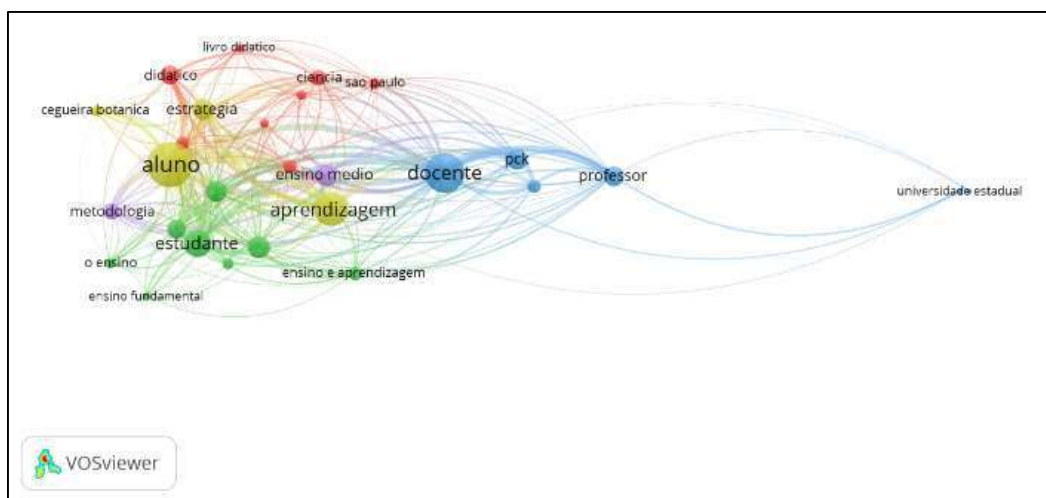 livro didatico
didatico
ciencia
sao paulo
cegueira botanica
estrategia
aluno
ensino medio
docente
pck
professor
universidade estadual
metodologia
aprendizagem
estudante
o ensino
ensino e aprendizagem
ensino fundamental
VOSviewer